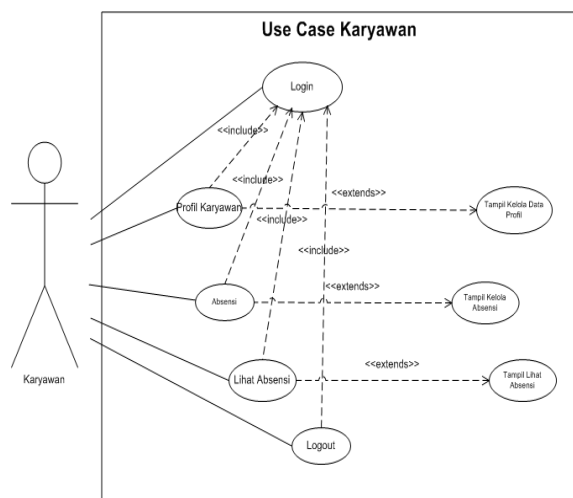 Use Case Karyawan
Login
<<include>>
<<include>>
<<extends>>
Profil Karyawan
<<include>>
Tampil Kelola Data
Profil
<<include>>
<<extends>>
Absensi
Tampil Kelola
Absensi
<<extends>>
Karyawan
Lihat Absensi
Tampil Lihat
Absensi
Logout